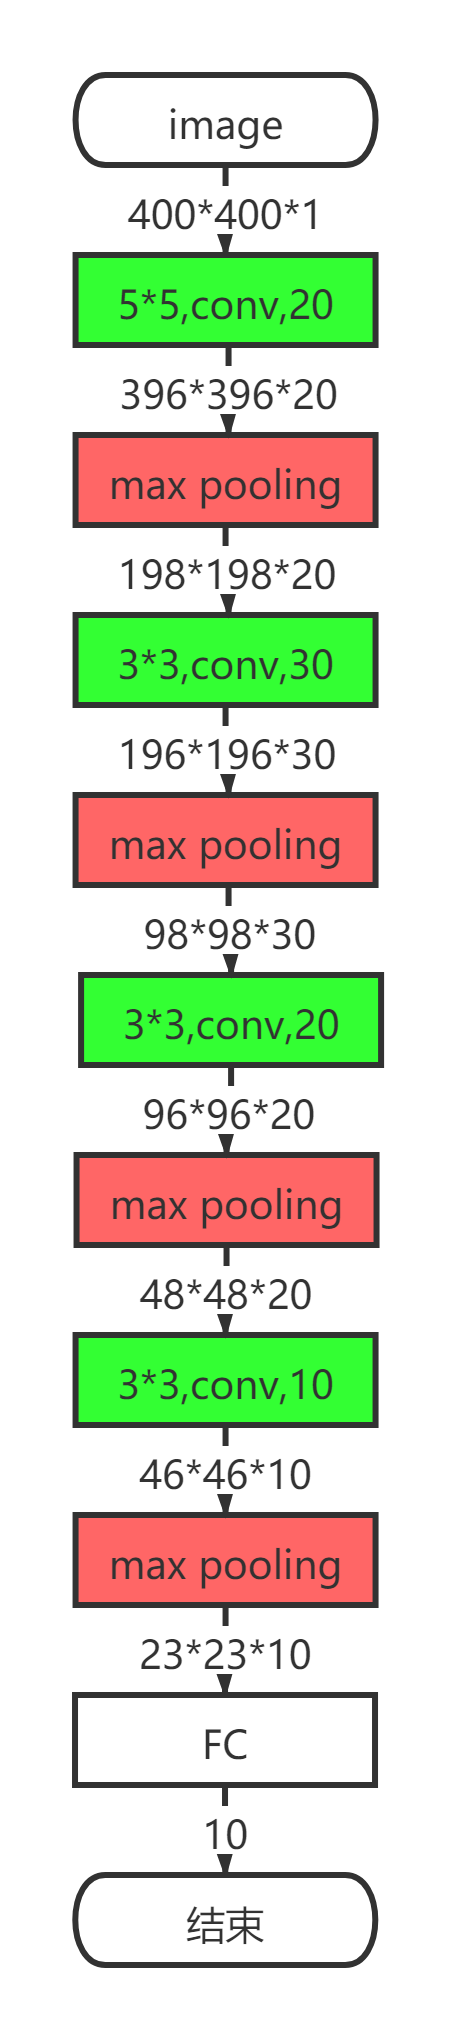 image
400*400*1
5*5,conv,20
396*396*20
max pooling
198*198*20
3*3,conv,30
196*196*30
max pooling
98*98*30
3*3,conv,20
96*96*20
max pooling
48*48*20
3*3,conv,10
46*46*10
max pooling
23*23*10
FC
10
结束